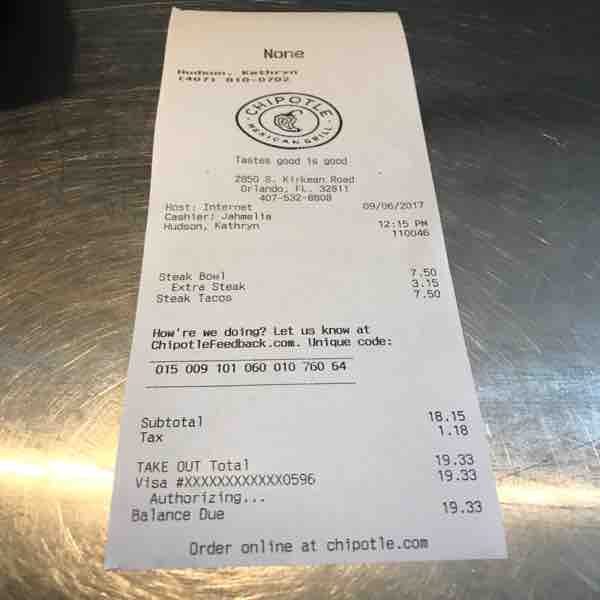 None
Hudson, Kathryn
(407) 810-0702
CHIPOTLE
MEXICAN GRILL
Tastes good is good
2850 S. Kirkman Road
Orlando, FL. 32811
407-532-8808
Host: Internet 09/06/2017
Cashier: Jahmelia
Hudson, Kathryn 12:15 PM
110046
Steak Bowl 7.50
Extra Steak 3.15
Steak Tacos 7.50
How're we doing? Let us know at
ChipotleFeedback.com. Unique code:
015 009 101 060 010 760 64
Subtotal 18.15
Tax 1.18
TAKE OUT Total 19.33
Visa #XXXXXXXXXXXX0596 19.33
Authorizing...
Balance Due 19.33
Order online at chipotle.com